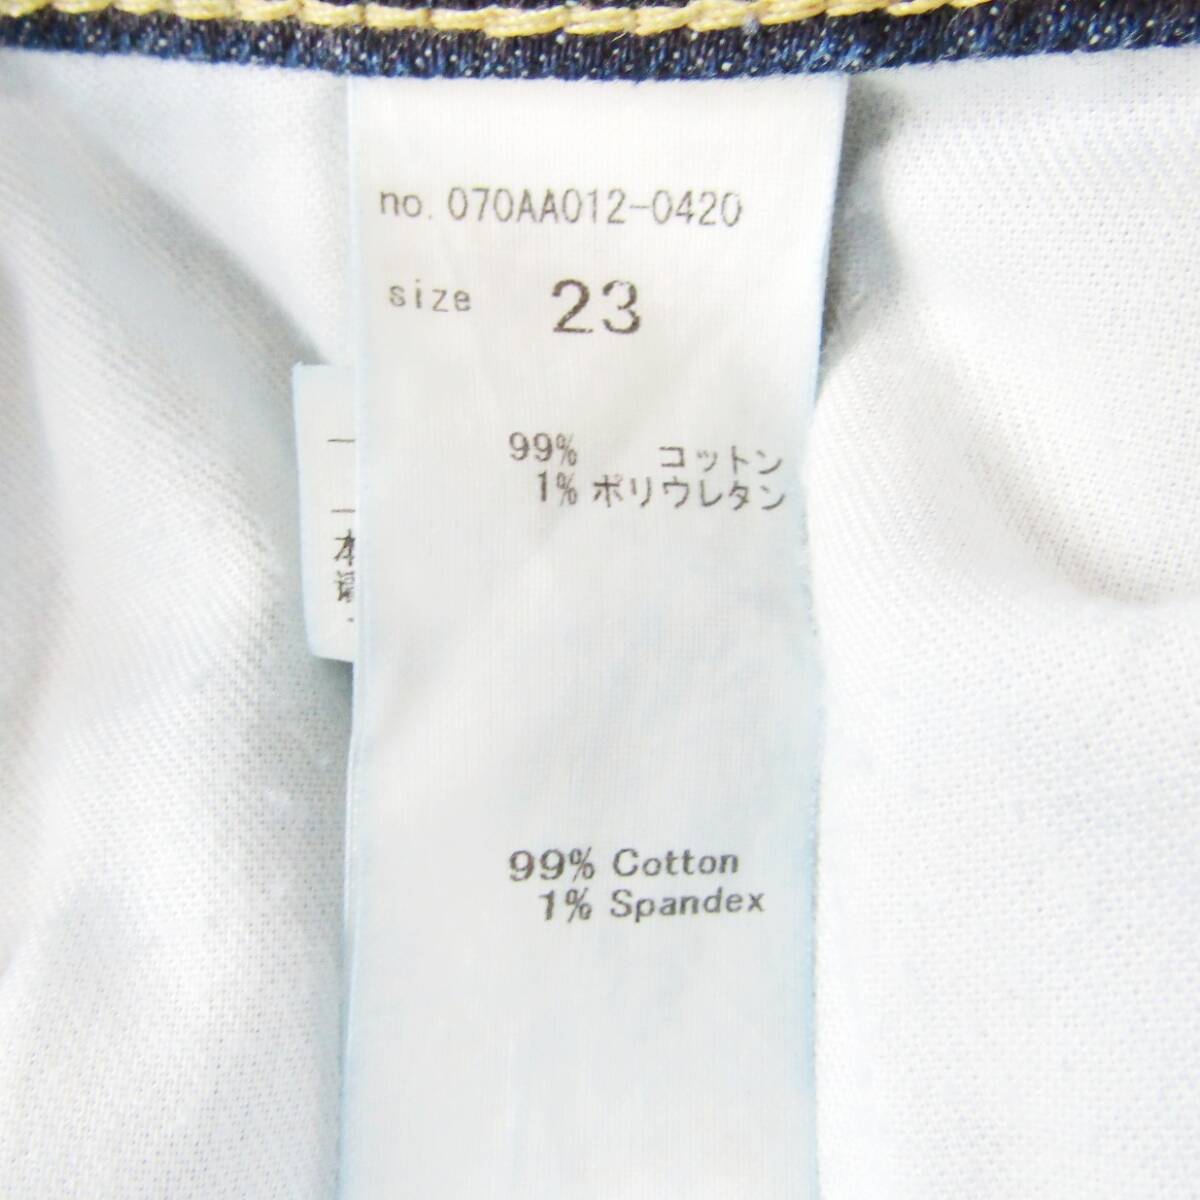 no. 070AA012-0420
size 23
99% コットン
1% ポリウレタン
本
99% Cotton
1% Spandex